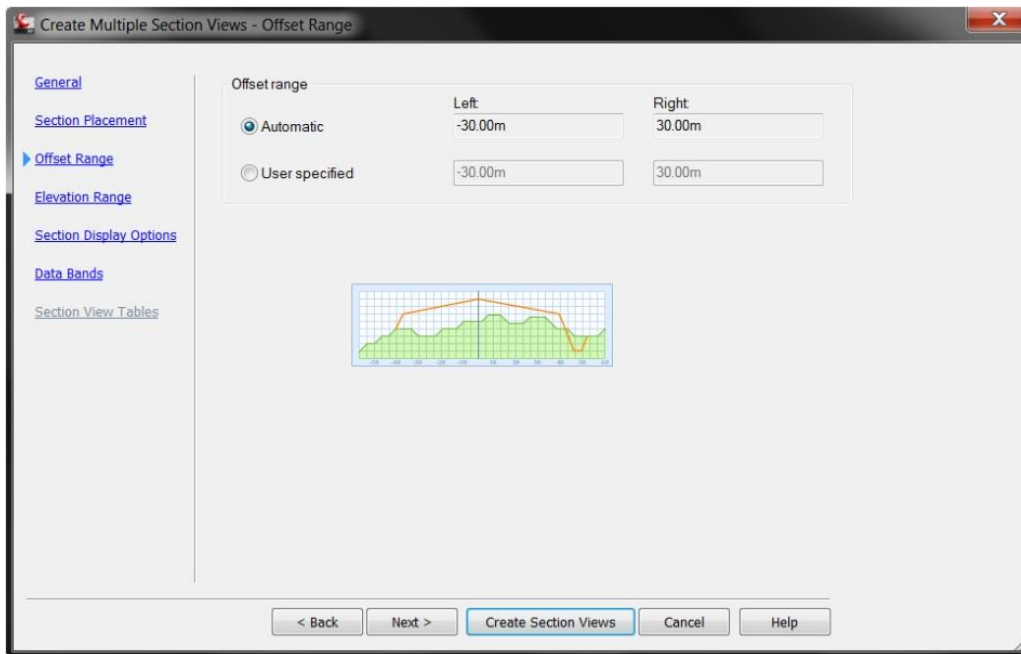 Create Multiple Section Views - Offset Range
X
General
Section Placement
Offset Range
Elevation Range
Section Display Options
Data Bands
Section View Tables
Offset range
Left: Right:
Automatic -30.00m 30.00m
User specified -30.00m 30.00m
< Back Next > Create Section Views Cancel Help